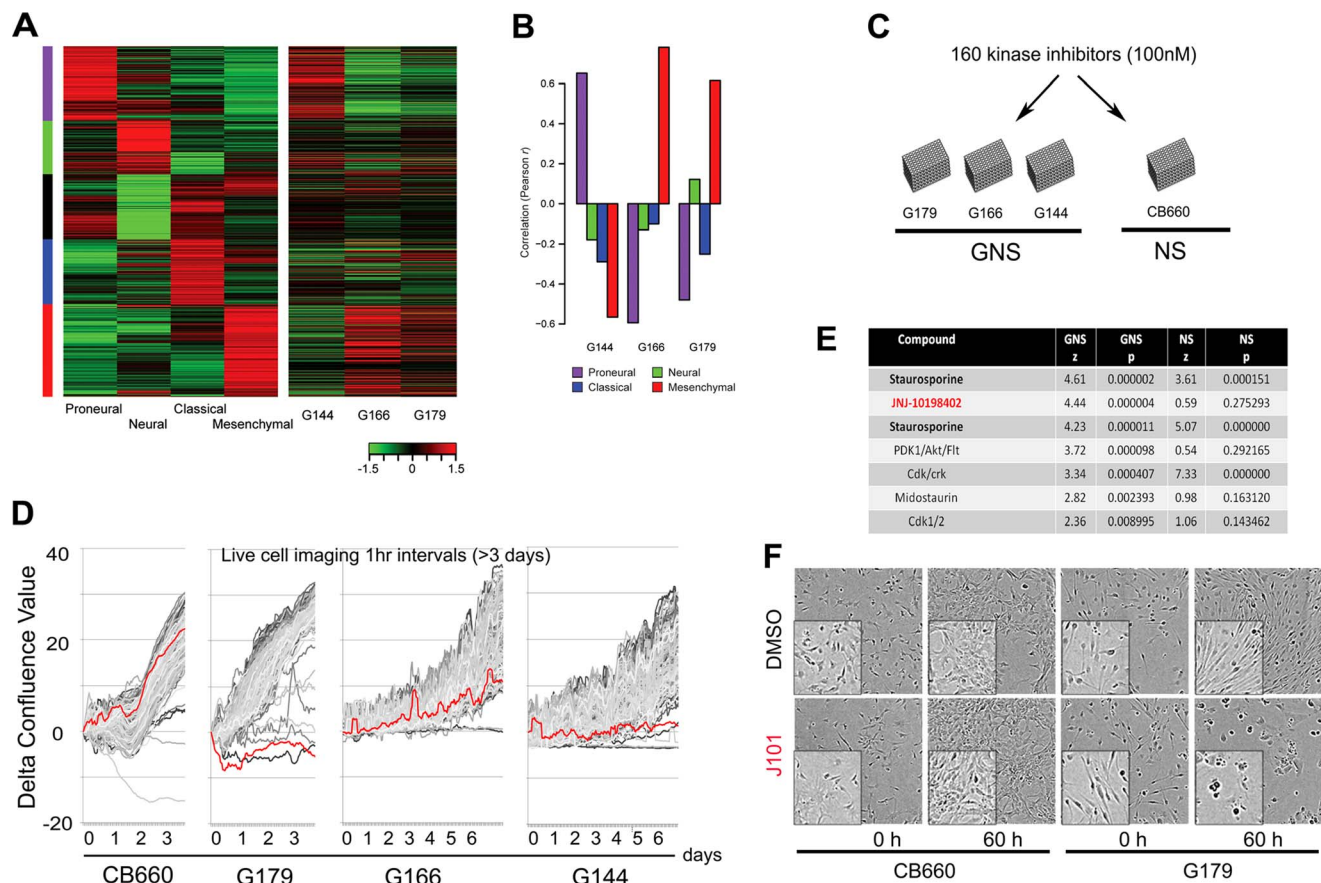 A
Proneural
Neural
Classical
Mesenchymal
G144
G166
G179
-1.5 0 1.5
B
Correlation (Pearson r)
0.6
0.4
0.2
0.0
−0.2
−0.4
−0.6
G144
G166
G179
Proneural
Neural
Classical
Mesenchymal
C
160 kinase inhibitors (100nM)
G179
G166
G144
CB660
GNS
NS
D
Live cell imaging 1hr intervals (>3 days)
Delta Confluence Value
40
20
0
-20
0 1 2 3
0 1 2 3
0 1 2 3 4 5 6
0 1 2 3 4 5 6
days
CB660
G179
G166
G144
E
Compound GNS z GNS p NS z NS p
Staurosporine 4.61 0.000002 3.61 0.000151
JNJ-10198402 4.44 0.000004 0.59 0.275293
Staurosporine 4.23 0.000011 5.07 0.000000
PDK1/Akt/Flt 3.72 0.000098 0.54 0.292165
Cdk/crk 3.34 0.000407 7.33 0.000000
Midostaurin 2.82 0.002393 0.98 0.163120
Cdk1/2 2.36 0.008995 1.06 0.143462
F
DMSO
J101
0 h
60 h
0 h
60 h
CB660
G179